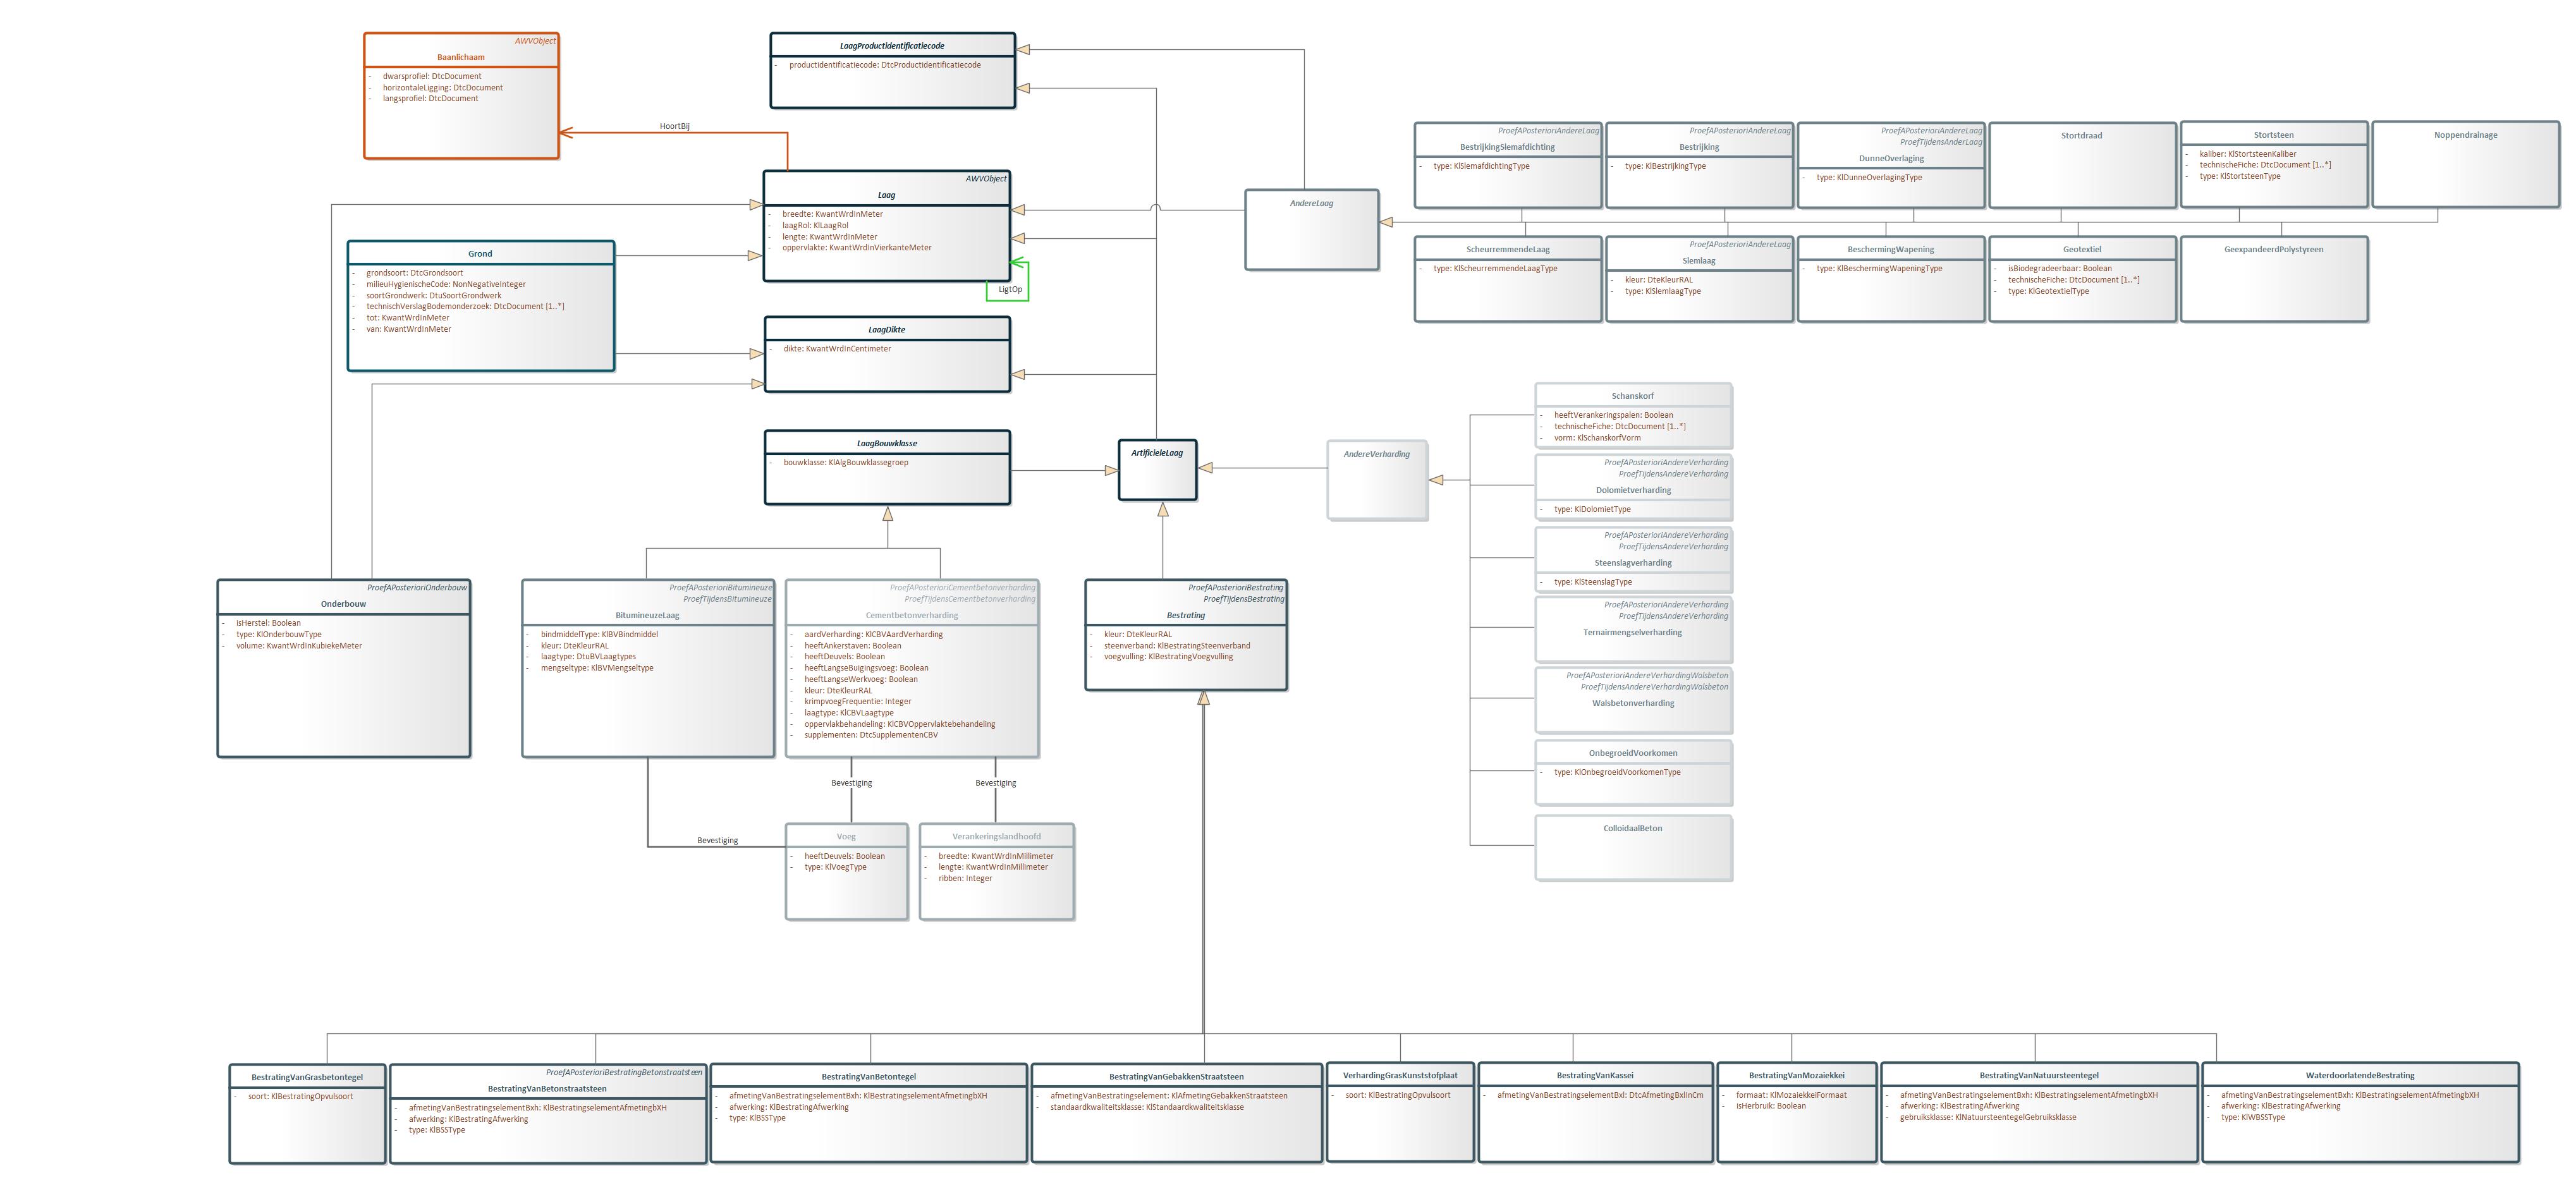 AWVObject
Baanlichaam
- dwarsprofiel: DtcDocument
- horizontaleLigging: DtcDocument
- langsprofiel: DtcDocument
LaagProductidentificatiecode
- productidentificatiecode: DtcProductidentificatiecode
HoortBij
AWVObject
Laag
- breedte: KwantWrdInMeter
- laagRol: KlLaagRol
- lengte: KwantWrdInMeter
- oppervlakte: KwantWrdInVierkanteMeter
LigtOp
Grond
- grondsoort: DtcGrondsoort
- milieuHygienischeCode: NonNegativeInteger
- soortGrondwerk: DtuSoortGrondwerk
- technischVerslagBodemonderzoek: DtcDocument [1..*]
- tot: KwantWrdInMeter
- van: KwantWrdInMeter
LaagDikte
- dikte: KwantWrdInCentimeter
LaagBouwklasse
- bouwklasse: KlAlgBouwklassegroep
ArtificieleLaag
AndereVerharding
AndereLaag
ProefAPosterioriAndereLaag
BestrijkingSlemafdichting
- type: KlSlemafdichtingType
ProefAPosterioriAndereLaag
Bestrijking
- type: KlBestrijkingType
ProefAPosterioriAndereLaag
ProefTijdensAnderLaag
DunneOverlaging
- type: KlDunneOverlagingType
Stortdraad
Stortsteen
- kaliber: KlStortsteenKaliber
- technischeFiche: DtcDocument [1..*]
- type: KlStortsteenType
Noppendrainage
ScheurremmendeLaag
- type: KlScheurremmendeLaagType
ProefAPosterioriAndereLaag
Slemlaag
- kleur: DteKleurRAL
- type: KlSlemlaagType
BeschermingWapening
- type: KlBeschermingWapeningType
Geotextiel
- isBiodegradeerbaar: Boolean
- technischeFiche: DtcDocument [1..*]
- type: KlGeotextielType
GeexpandeerdPolystyreen
Schanskorf
- heeftVerankeringspalen: Boolean
- technischeFiche: DtcDocument [1..*]
- vorm: KlSchanskorfVorm
ProefAPosterioriAndereVerharding
ProefTijdensAndereVerharding
Dolomietverharding
- type: KlDolomietType
ProefAPosterioriAndereVerharding
ProefTijdensAndereVerharding
Steenslagverharding
- type: KlSteenslagType
ProefAPosterioriAndereVerharding
ProefTijdensAndereVerharding
Ternairmengselverharding
ProefAPosterioriAndereVerhardingWalsbeton
ProefTijdensAndereVerhardingWalsbeton
Walsbetonverharding
OnbegroeidVoorkomen
- type: KlOnbegroeidVoorkomenType
ColloidaalBeton
ProefAPosterioriOnderbouw
Onderbouw
- isHerstel: Boolean
- type: KlOnderbouwType
- volume: KwantWrdInKubiekeMeter
ProefAPosterioriBitumineuze
ProefTijdensBitumineuze
BitumineuzeLaag
- bindmiddelType: KlBVBindmiddel
- kleur: DteKleurRAL
- laagtype: DtuBVLaagtypes
- mengseltype: KlBVMengseltype
ProefAPosterioriCementbetonverharding
ProefTijdensCementbetonverharding
Cementbetonverharding
- aardVerharding: KlCBVAardVerharding
- heeftAnkerstaven: Boolean
- heeftDeuvels: Boolean
- heeftLangseBuigingsvoeg: Boolean
- heeftLangseWerkvoeg: Boolean
- kleur: DteKleurRAL
- krimpvoegFrequentie: Integer
- laagtype: KlCBVLaagtype
- oppervlakbehandeling: KlCBVOppervlaktebehandeling
- supplementen: DtcSupplementenCBV
ProefAPosterioriBestrating
ProefTijdensBestrating
Bestrating
- kleur: DteKleurRAL
- steenverband: KlBestratingSteenverband
- voegvulling: KlBestratingVoegvulling
Bevestiging
Bevestiging
Bevestiging
Voeg
- heeftDeuvels: Boolean
- type: KlVoegType
Verankeringslandhoofd
- breedte: KwantWrdInMillimeter
- lengte: KwantWrdInMillimeter
- ribben: Integer
BestratingVanGrasbetontegel
- soort: KlBestratingOpvulsoort
ProefAPosterioriBestratingBetonstraatsteen
BestratingVanBetonstraatsteen
- afmetingVanBestratingselementBxh: KlBestratingselementAfmetingbXH
- afwerking: KlBestratingAfwerking
- type: KlBSSType
BestratingVanBetontegel
- afmetingVanBestratingselementBxh: KlBestratingselementAfmetingbXH
- afwerking: KlBestratingAfwerking
- type: KlBSSType
BestratingVanGebakkenStraatsteen
- afmetingVanBestratingselement: KlAfmetingGebakkenStraatsteen
- standaardkwaliteitsklasse: KlStandaardkwaliteitsklasse
VerhardingGrasKunststofplaat
- soort: KlBestratingOpvulsoort
BestratingVanKassei
- afmetingVanBestratingselementBxl: DtcAfmetingBxlInCm
BestratingVanMozaiekkei
- formaat: KlMozaiekkeiFormaat
- isHerbruik: Boolean
BestratingVanNatuursteentegel
- afmetingVanBestratingselementBxh: KlBestratingselementAfmetingbXH
- afwerking: KlBestratingAfwerking
- gebruiksklasse: KlNatuursteentegelGebruiksklasse
WaterdoorlatendeBestrating
- afmetingVanBestratingselementBxh: KlBestratingselementAfmetingbXH
- afwerking: KlBestratingAfwerking
- type: KlWBSSType